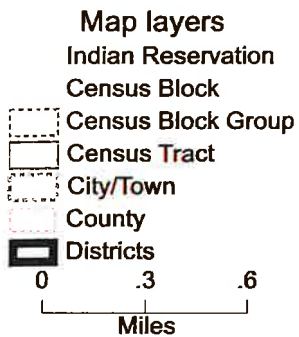 Map layers
Indian Reservation
Census Block
Census Block Group
Census Tract
City/Town
County
Districts
0 .3 .6
Miles